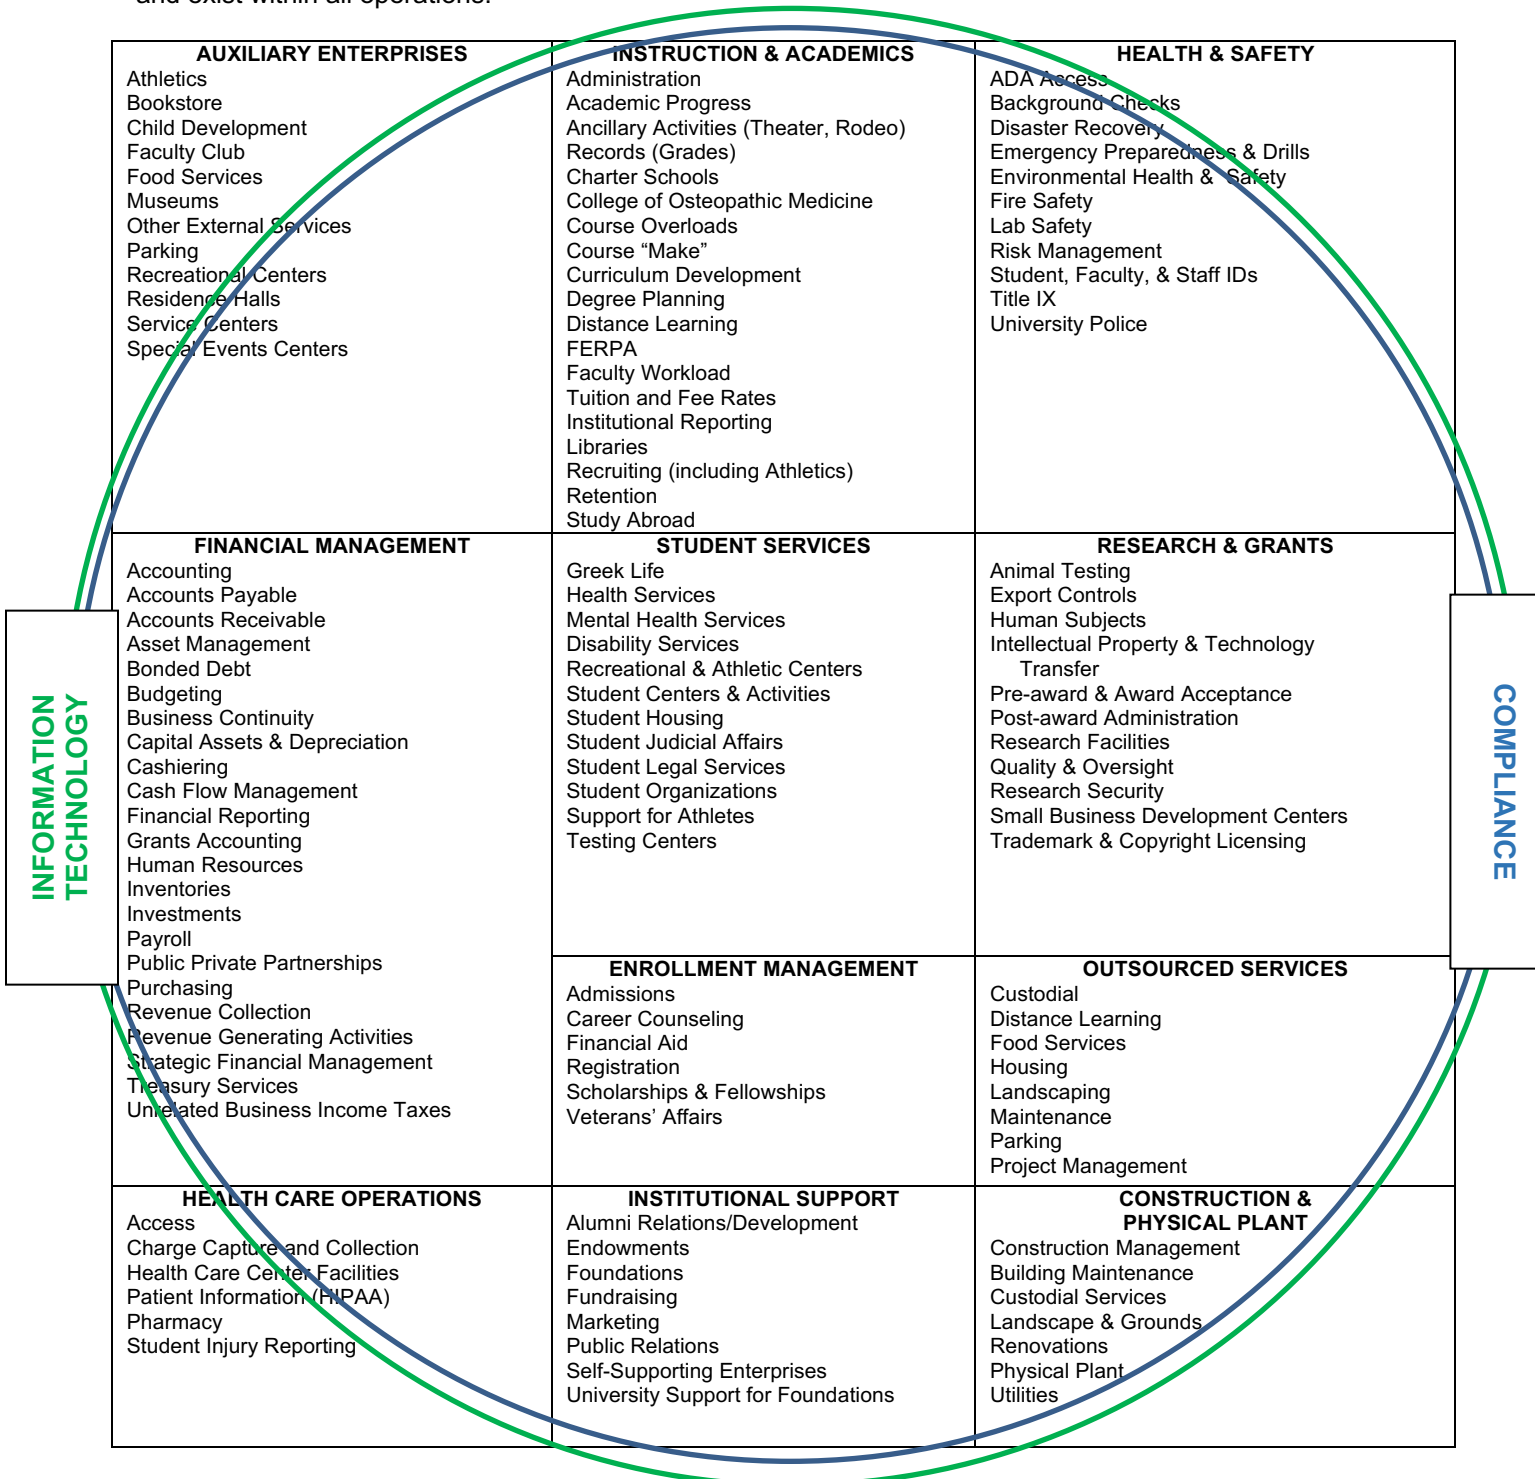 and exist within all operations.
AUXILIARY ENTERPRISES
Athletics
Bookstore
Child Development
Faculty Club
Food Services
Museums
Other External Services
Parking
Recreational Centers
Residence Halls
Service Centers
Special Events Centers
INSTRUCTION & ACADEMICS
Administration
Academic Progress
Ancillary Activities (Theater, Rodeo)
Records (Grades)
Charter Schools
College of Osteopathic Medicine
Course Overloads
Course “Make”
Curriculum Development
Degree Planning
Distance Learning
FERPA
Faculty Workload
Tuition and Fee Rates
Institutional Reporting
Libraries
Recruiting (including Athletics)
Retention
Study Abroad
HEALTH & SAFETY
ADA Access
Background Checks
Disaster Recovery
Emergency Preparedness & Drills
Environmental Health & Safety
Fire Safety
Lab Safety
Risk Management
Student, Faculty, & Staff IDs
Title IX
University Police
INFORMATION
TECHNOLOGY
FINANCIAL MANAGEMENT
Accounting
Accounts Payable
Accounts Receivable
Asset Management
Bonded Debt
Budgeting
Business Continuity
Capital Assets & Depreciation
Cashiering
Cash Flow Management
Financial Reporting
Grants Accounting
Human Resources
Inventories
Investments
Payroll
Public Private Partnerships
Purchasing
Revenue Collection
Revenue Generating Activities
Strategic Financial Management
Treasury Services
Unrelated Business Income Taxes
STUDENT SERVICES
Greek Life
Health Services
Mental Health Services
Disability Services
Recreational & Athletic Centers
Student Centers & Activities
Student Housing
Student Judicial Affairs
Student Legal Services
Student Organizations
Support for Athletes
Testing Centers
RESEARCH & GRANTS
Animal Testing
Export Controls
Human Subjects
Intellectual Property & Technology
Transfer
Pre-award & Award Acceptance
Post-award Administration
Research Facilities
Quality & Oversight
Research Security
Small Business Development Centers
Trademark & Copyright Licensing
COMPLIANCE
ENROLLMENT MANAGEMENT
Admissions
Career Counseling
Financial Aid
Registration
Scholarships & Fellowships
Veterans’ Affairs
OUTSOURCED SERVICES
Custodial
Distance Learning
Food Services
Housing
Landscaping
Maintenance
Parking
Project Management
HEALTH CARE OPERATIONS
Access
Charge Capture and Collection
Health Care Center Facilities
Patient Information (HIPAA)
Pharmacy
Student Injury Reporting
INSTITUTIONAL SUPPORT
Alumni Relations/Development
Endowments
Foundations
Fundraising
Marketing
Public Relations
Self-Supporting Enterprises
University Support for Foundations
CONSTRUCTION &
PHYSICAL PLANT
Construction Management
Building Maintenance
Custodial Services
Landscape & Grounds
Renovations
Physical Plant
Utilities